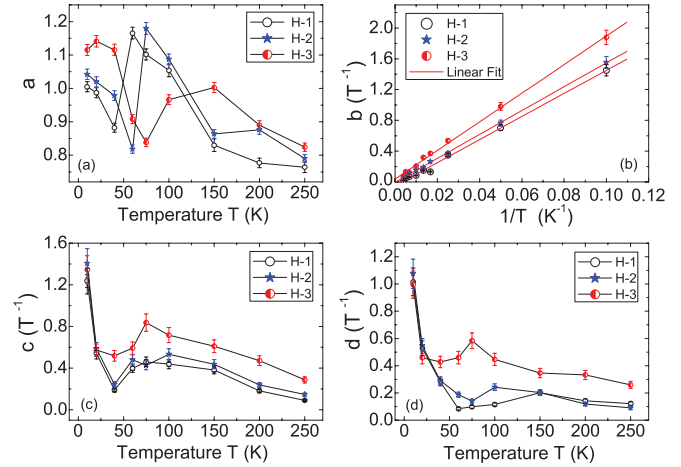 1.2
1.1
1.0
0.9
0.8
a
0 50 100 150 200 250
Temperature T (K)
(a)
H-1
H-2
H-3
2.0
1.6
1.2
0.8
0.4
0.0
b (T⁻¹)
0.00 0.02 0.04 0.06 0.08 0.10 0.12
1/T (K⁻¹)
(b)
H-1
H-2
H-3
Linear Fit
1.6
1.2
0.8
0.4
0.0
c (T⁻¹)
0 50 100 150 200 250
Temperature T (K)
(c)
H-1
H-2
H-3
1.2
1.0
0.8
0.6
0.4
0.2
0.0
d (T⁻¹)
0 50 100 150 200 250
Temperature T (K)
(d)
H-1
H-2
H-3